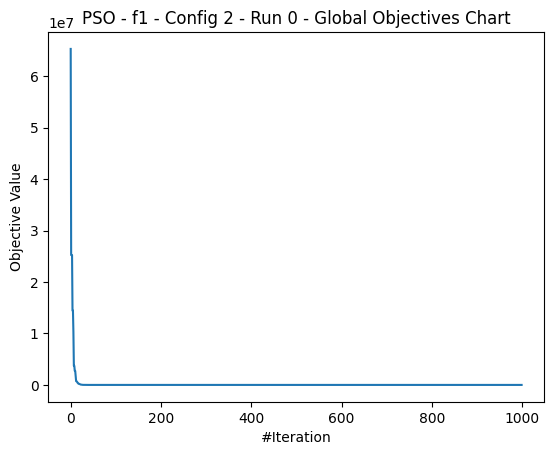 PSO - f1 - Config 2 - Run 0 - Global Objectives Chart
1e7
6
5
4
3
2
1
0
Objective Value
0 200 400 600 800 1000
#Iteration